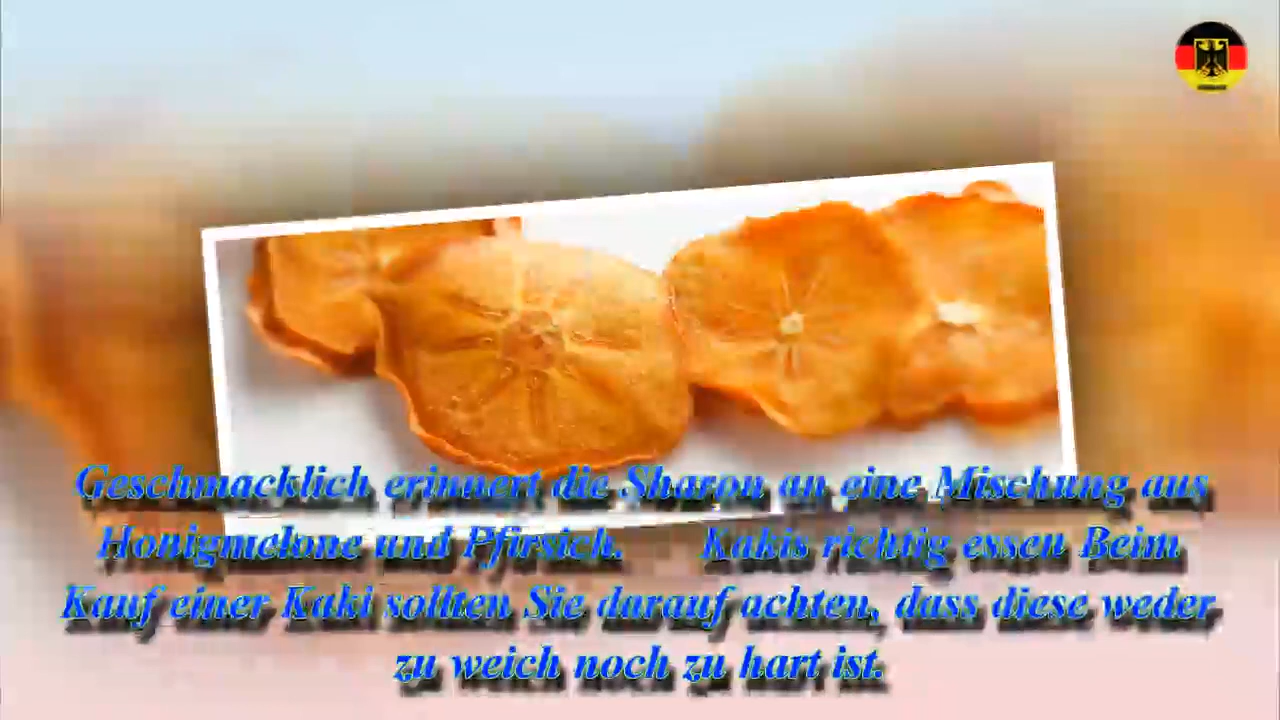 Geschmacklich erinnert die Sharon an eine Mischung aus
Honigmelone und Pfirsich. Kakis richtig essen Beim
Kauf einer Kaki sollten Sie darauf achten, dass diese weder
zu weich noch zu hart ist.